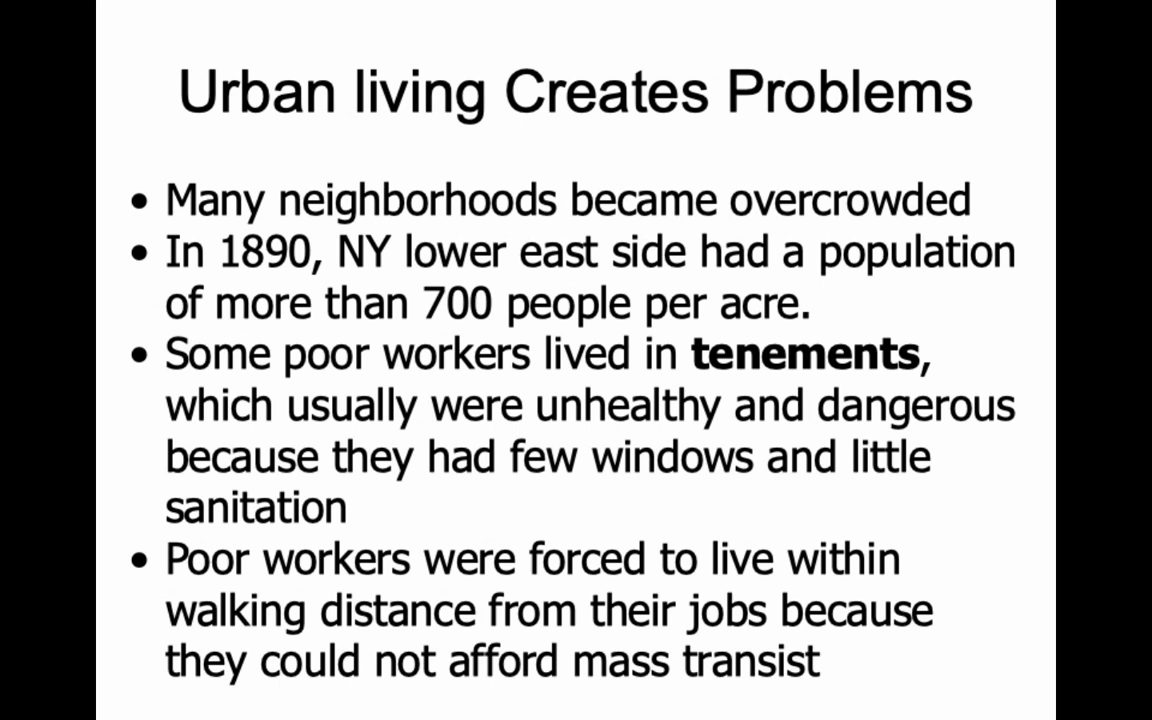 Urban living Creates Problems
• Many neighborhoods became overcrowded
• In 1890, NY lower east side had a population
of more than 700 people per acre.
• Some poor workers lived in tenements,
which usually were unhealthy and dangerous
because they had few windows and little
sanitation
• Poor workers were forced to live within
walking distance from their jobs because
they could not afford mass transist